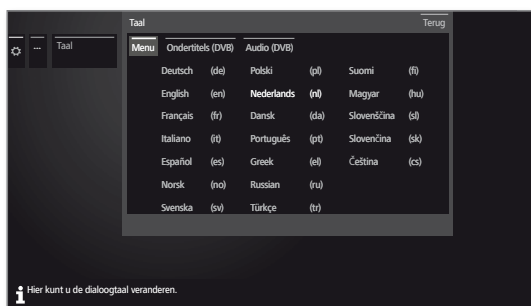 Taal Terug
... Taal
Menu Ondertitels (DVB) Audio (DVB)
Deutsch (de) Polski (pl) Suomi (fi)
English (en) Nederlands (nl) Magyar (hu)
Français (fr) Dansk (da) Slovenščina (sl)
Italiano (it) Português (pt) Slovenčina (sk)
Español (es) Greek (el) Čeština (cs)
Norsk (no) Russian (ru)
Svenska (sv) Türkçe (tr)
Hier kunt u de dialoogtaal veranderen.